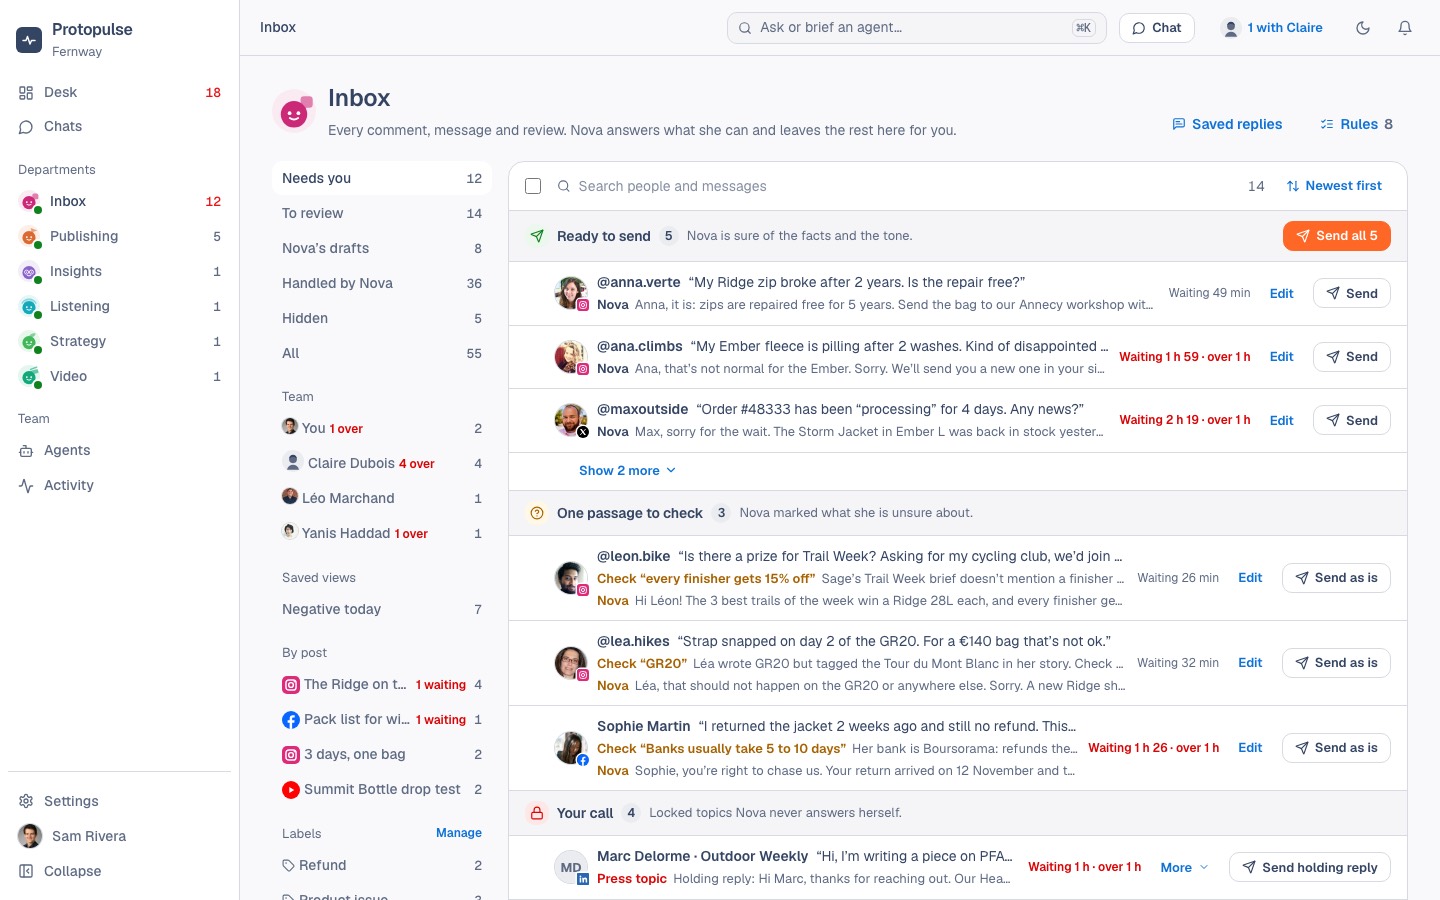 Protopulse
Fernway
Desk 18
Chats
Departments
Inbox 12
Publishing 5
Insights 1
Listening 1
Strategy 1
Video 1
Team
Agents
Activity
Settings
Sam Rivera
Collapse
Inbox
Ask or brief an agent… ⌘K
Chat
1 with Claire
Inbox
Every comment, message and review. Nova answers what she can and leaves the rest here for you.
Saved replies
Rules 8
Needs you 12
To review 14
Nova’s drafts 8
Handled by Nova 36
Hidden 5
All 55
Team
You 1 over 2
Claire Dubois 4 over 4
Léo Marchand 1
Yanis Haddad 1 over 1
Saved views
Negative today 7
By post
The Ridge on t… 1 waiting 4
Pack list for wi… 1 waiting 1
3 days, one bag 2
Summit Bottle drop test 2
Labels Manage
Refund 2
Product issue
Search people and messages 14 Newest first
Ready to send 5 Nova is sure of the facts and the tone. Send all 5
@anna.verte “My Ridge zip broke after 2 years. Is the repair free?”
Nova Anna, it is: zips are repaired free for 5 years. Send the bag to our Annecy workshop wit…
Waiting 49 min Edit Send
@ana.climbs “My Ember fleece is pilling after 2 washes. Kind of disappointed …
Nova Ana, that’s not normal for the Ember. Sorry. We’ll send you a new one in your si…
Waiting 1 h 59 · over 1 h Edit Send
@maxoutside “Order #48333 has been “processing” for 4 days. Any news?”
Nova Max, sorry for the wait. The Storm Jacket in Ember L was back in stock yester…
Waiting 2 h 19 · over 1 h Edit Send
Show 2 more
One passage to check 3 Nova marked what she is unsure about.
@leon.bike “Is there a prize for Trail Week? Asking for my cycling club, we’d join …
Check “every finisher gets 15% off” Sage’s Trail Week brief doesn’t mention a finisher …
Nova Hi Léon! The 3 best trails of the week win a Ridge 28L each, and every finisher ge…
Waiting 26 min Edit Send as is
@lea.hikes “Strap snapped on day 2 of the GR20. For a €140 bag that’s not ok.”
Check “GR20” Léa wrote GR20 but tagged the Tour du Mont Blanc in her story. Check …
Nova Léa, that should not happen on the GR20 or anywhere else. Sorry. A new Ridge sh…
Waiting 32 min Edit Send as is
Sophie Martin “I returned the jacket 2 weeks ago and still no refund. This…
Check “Banks usually take 5 to 10 days” Her bank is Boursorama: refunds the…
Nova Sophie, you’re right to chase us. Your return arrived on 12 November and t…
Waiting 1 h 26 · over 1 h Edit Send as is
Your call 4 Locked topics Nova never answers herself.
MD
Marc Delorme · Outdoor Weekly “Hi, I’m writing a piece on PFA…
Press topic Holding reply: Hi Marc, thanks for reaching out. Our Hea…
Waiting 1 h · over 1 h More Send holding reply